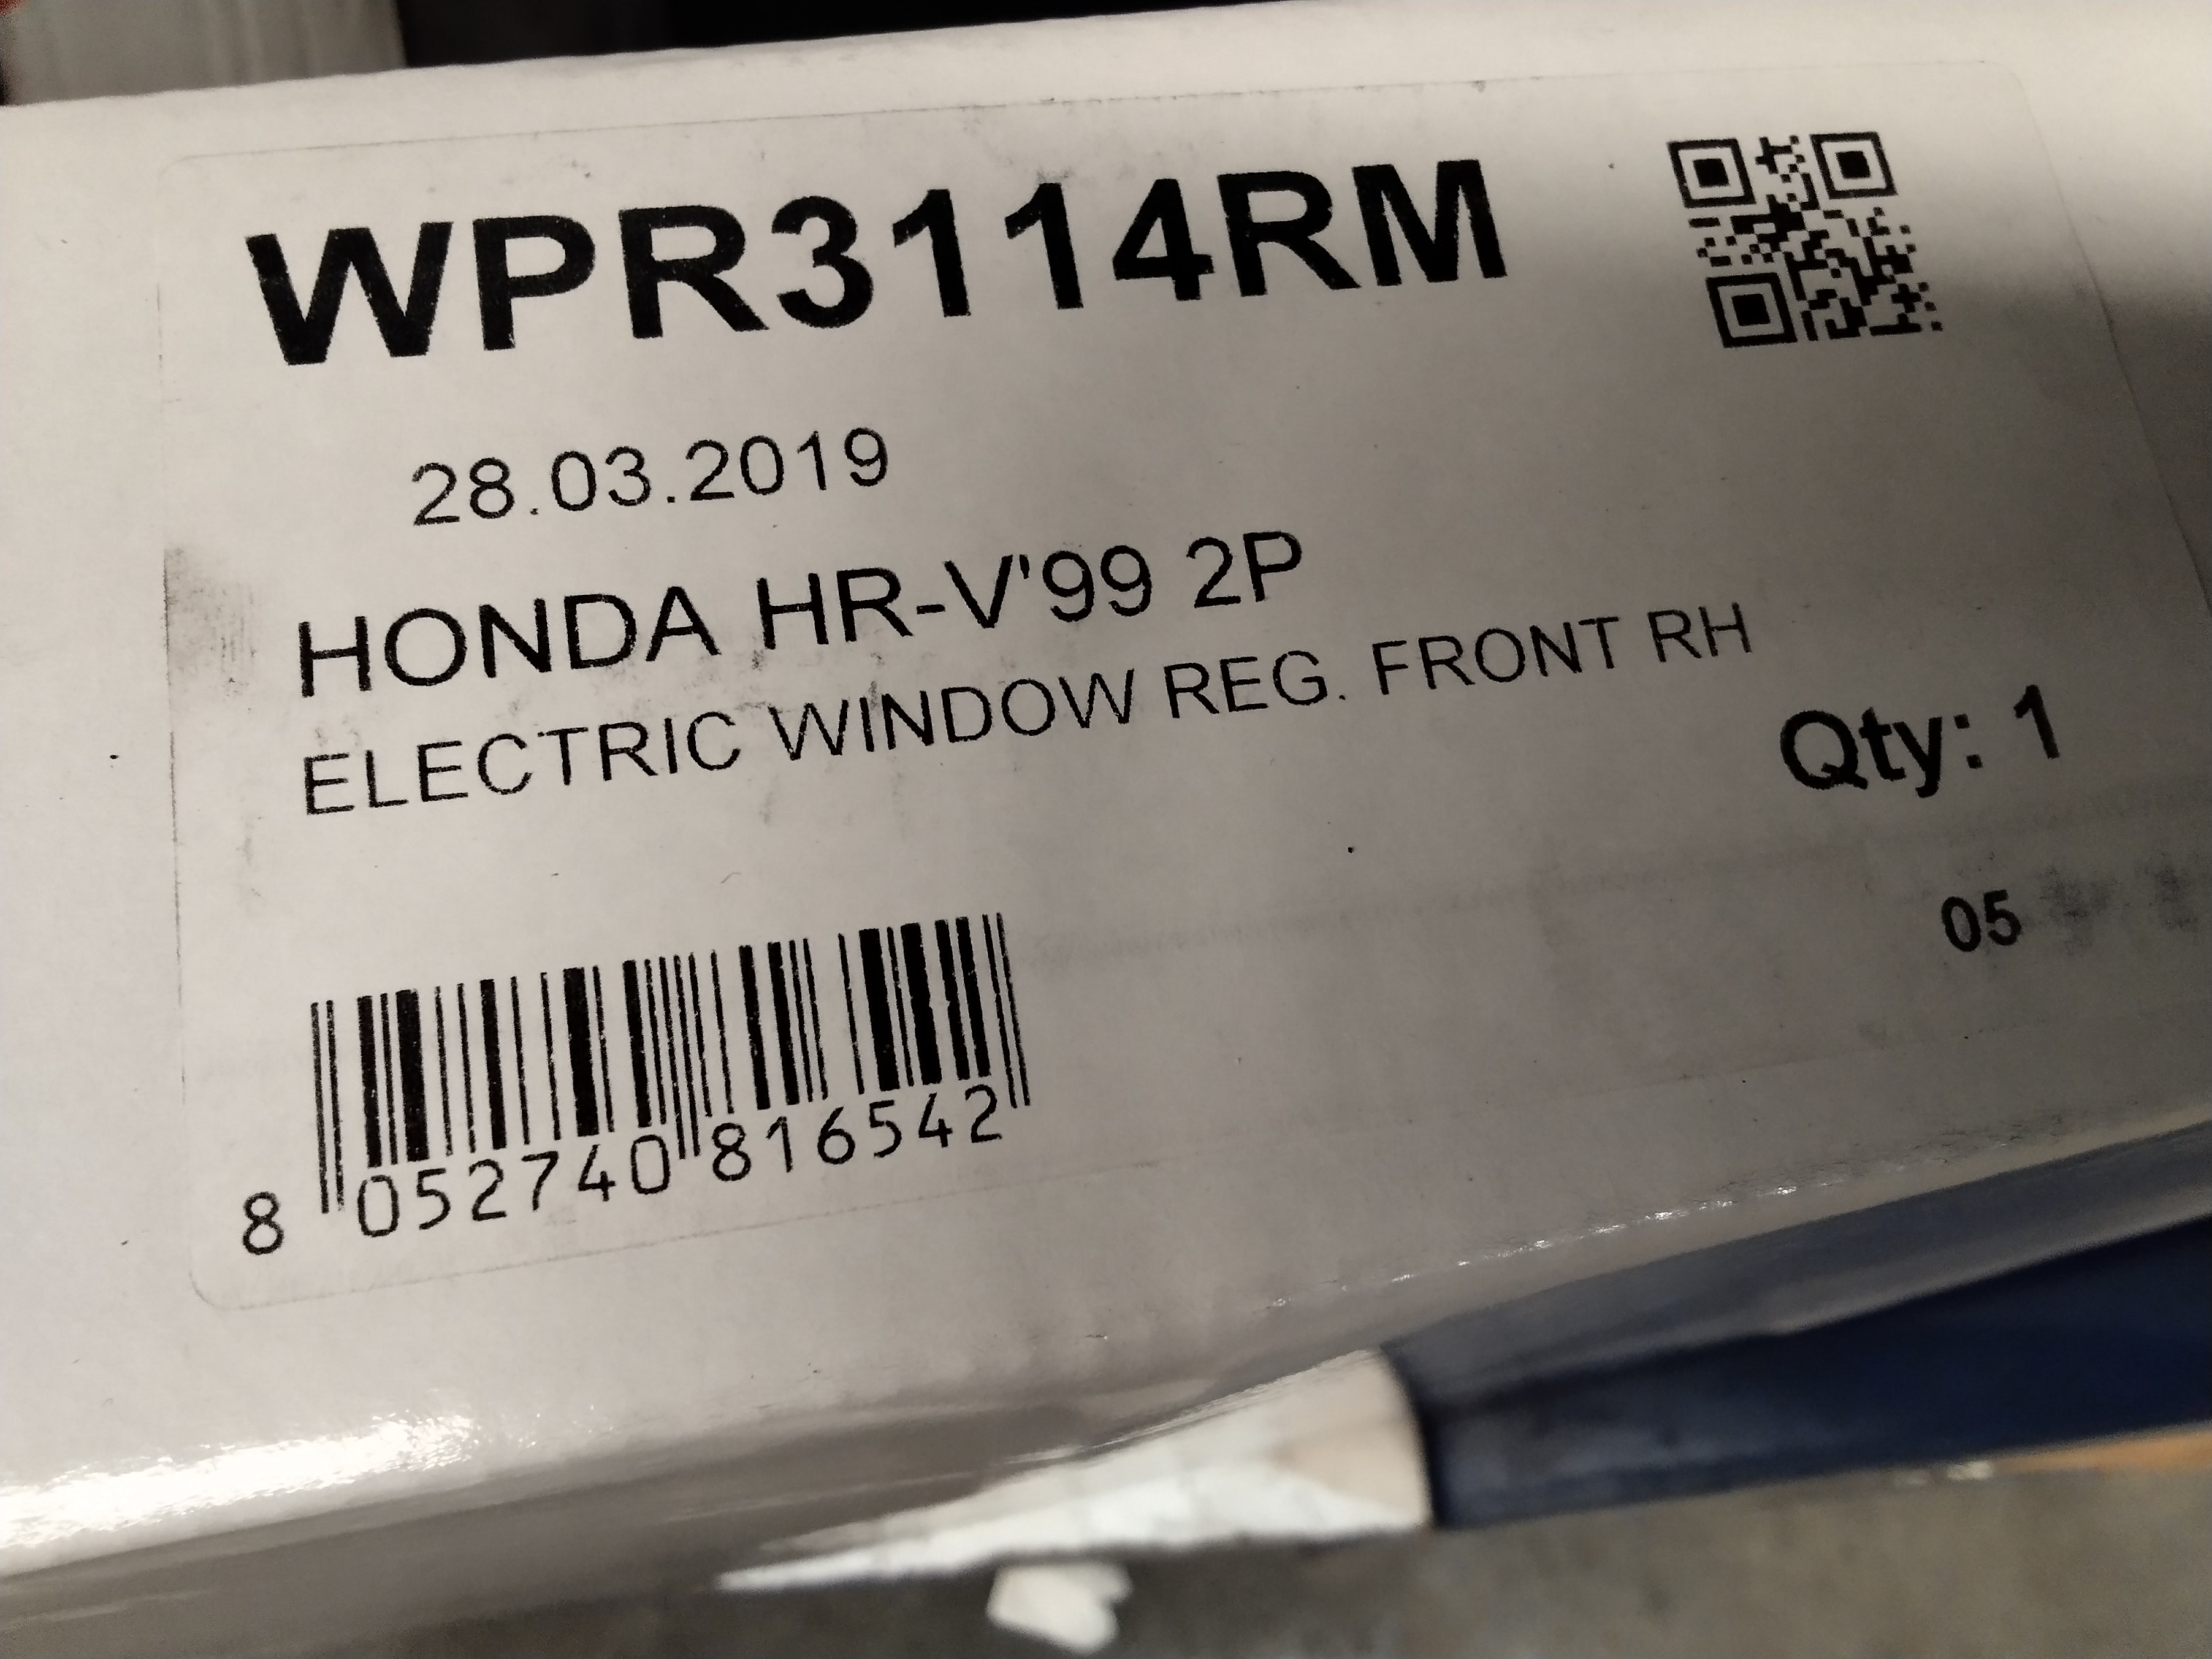 WPR3114RM
28.03.2019
HONDA HR-V'99 2P
ELECTRIC WINDOW REG. FRONT RH
Qty: 1
05
8 052740 816542